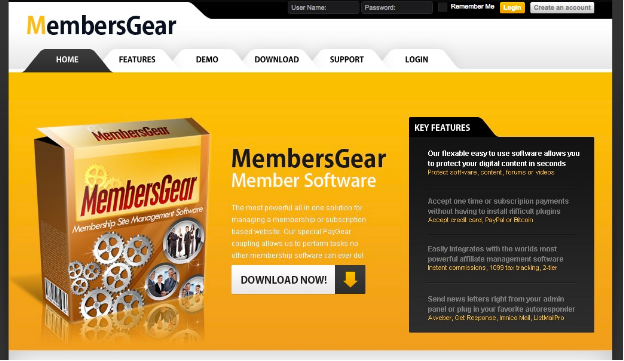 User Name:
Password:
Remember Me
Login
Create an account
MembersGear
HOME
FEATURES
DEMO
DOWNLOAD
SUPPORT
LOGIN
MembersGear
MembersGear
Membership Site Management Software
MembersGear
Member Software
The most powerful all in one solution for
managing a membership or subscription
based website. Our special PayGear
coupling allows us to perform tasks no
other membership software can ever do!
DOWNLOAD NOW!
KEY FEATURES
Our flexable easy to use software allows you
to protect your digital content in seconds
Protect software, content, forums or videos
Accept one time or subscripion payments
without having to install difficult plugins
Accept credit card, PayPal or Bitcoin
Easily integrates with the worlds most
powerful affiliate management software
Instent commissions, 1099 tax tracking, 2-tier
Send news letters right from your admin
panel or plug in your favorite autoresponder
Aweber, Get Response, Imnica Mail, ListMailPro